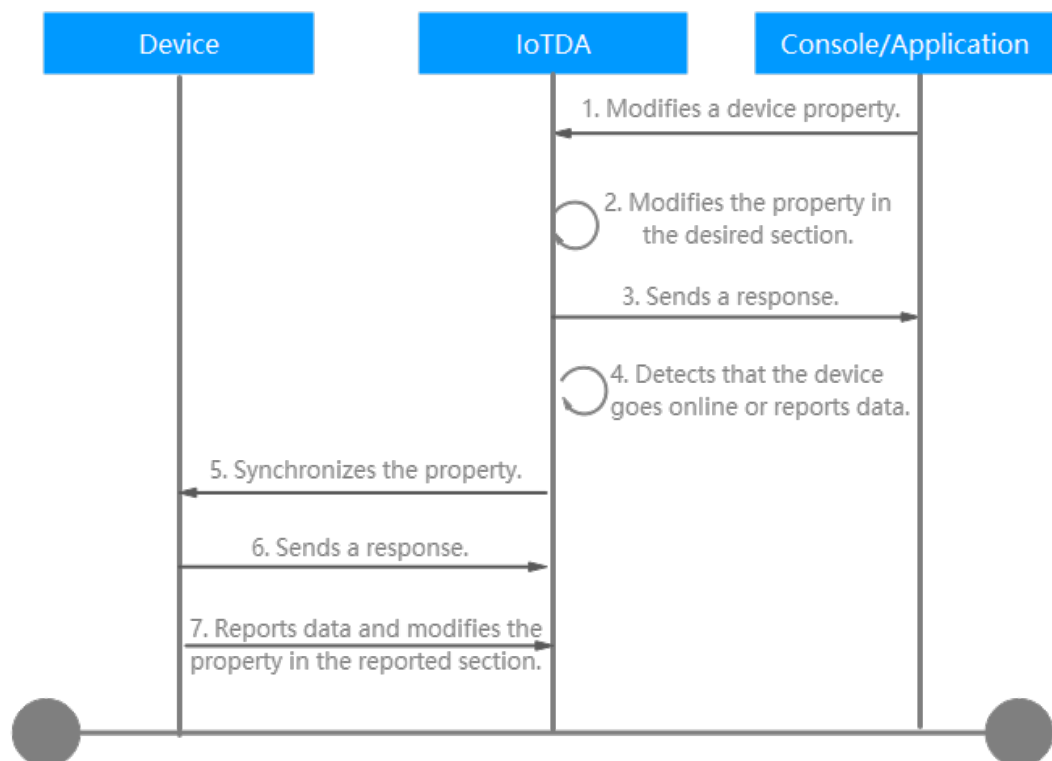 Device
IoTDA
Console/Application
1. Modifies a device property.
2. Modifies the property in
the desired section.
3. Sends a response.
4. Detects that the device
goes online or reports data.
5. Synchronizes the property.
6. Sends a response.
7. Reports data and modifies the
property in the reported section.